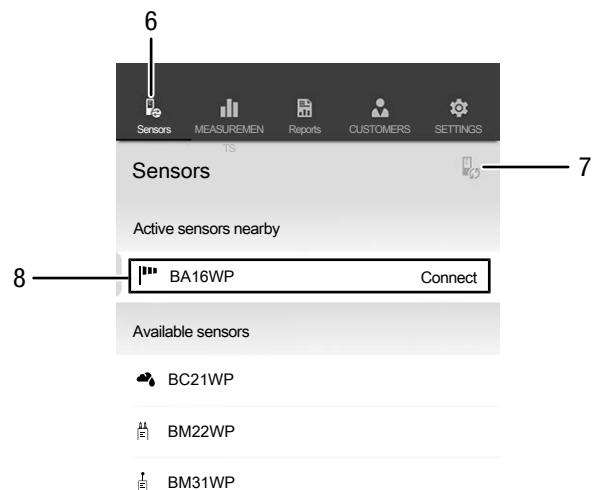 6
Sensors MEASUREMEN Reports CUSTOMERS SETTINGS
TS
Sensors 7
Active sensors nearby
8 BA16WP Connect
Available sensors
BC21WP
BM22WP
BM31WP